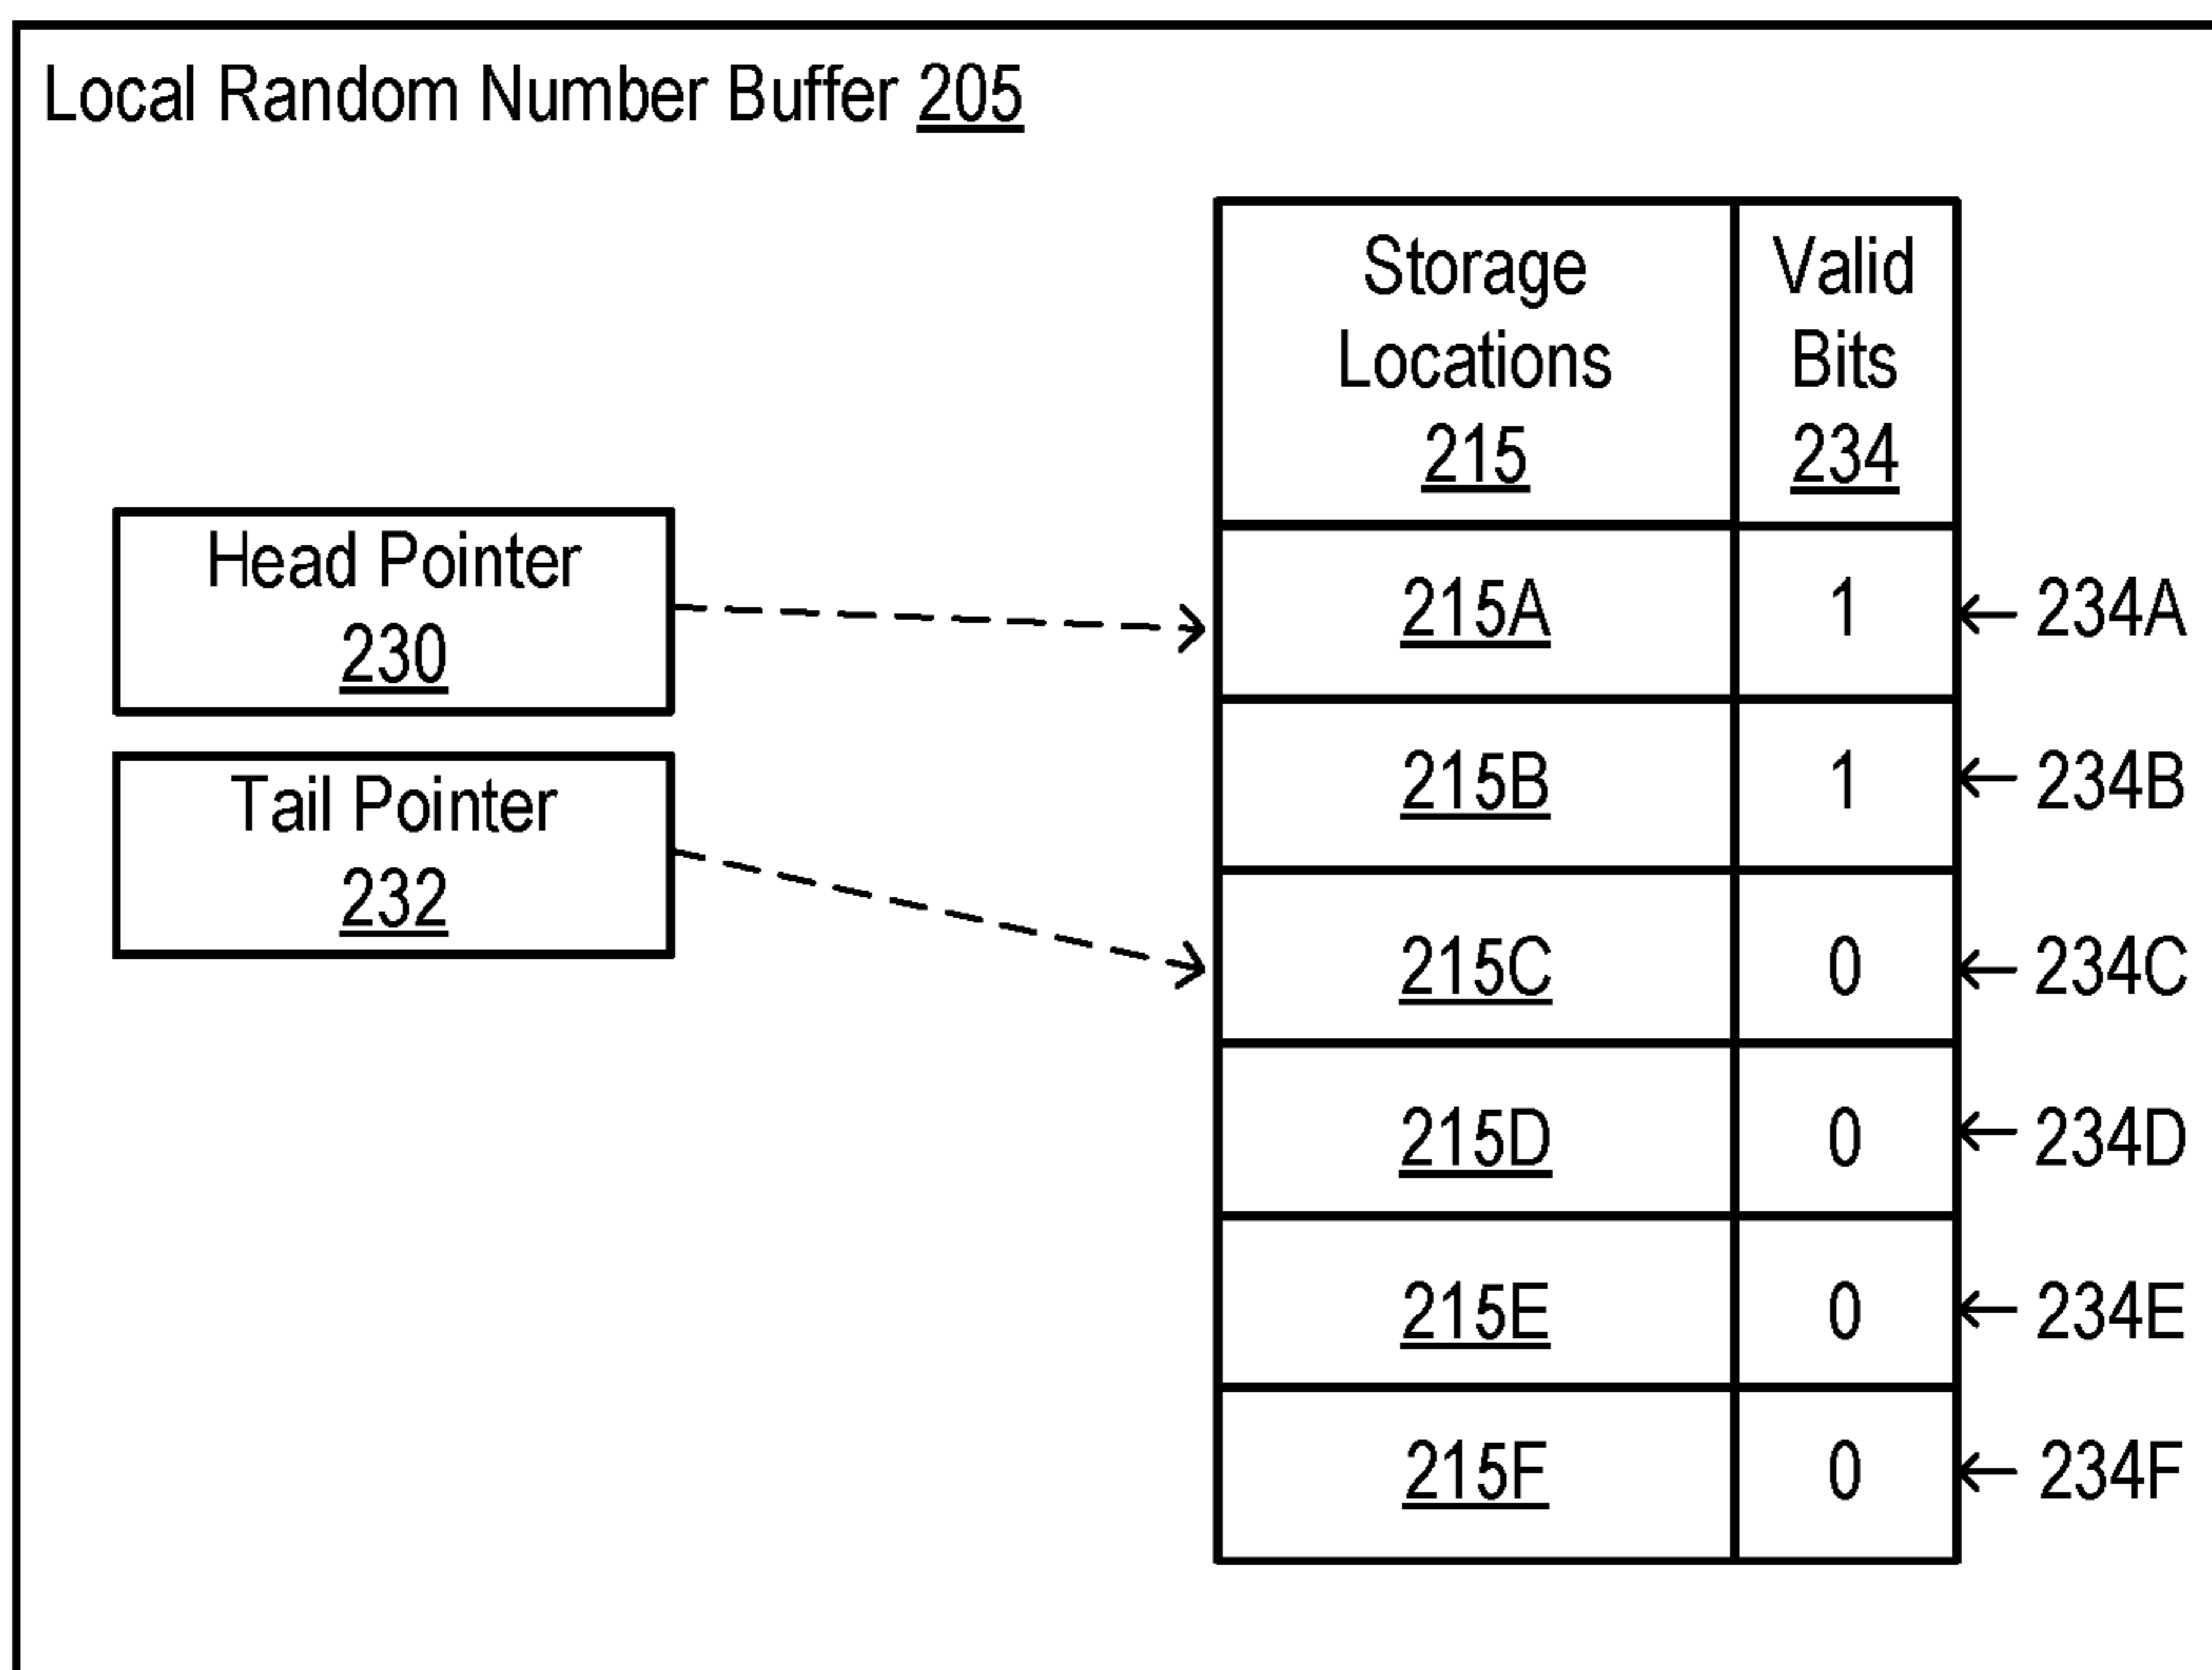 Local Random Number Buffer 205
Storage
Locations
215
Valid
Bits
234
Head Pointer
230
Tail Pointer
232
215A 1 234A
215B 1 234B
215C 0 234C
215D 0 234D
215E 0 234E
215F 0 234F